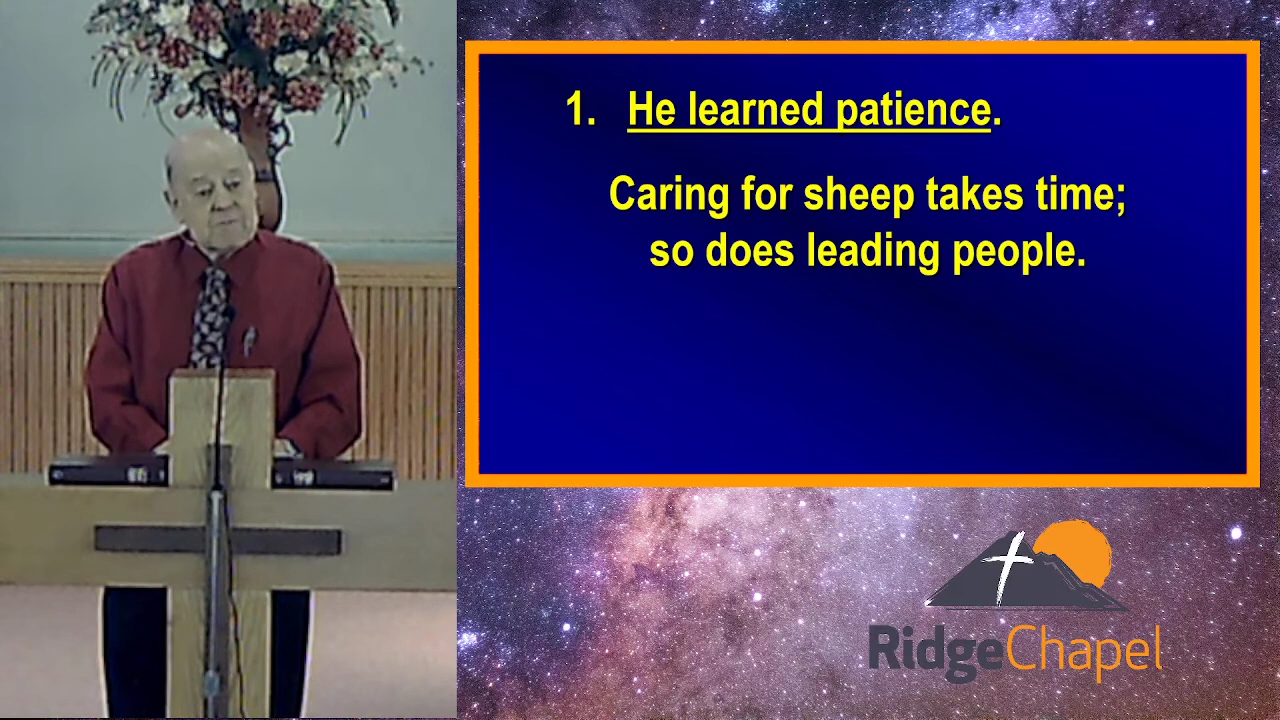 1. He learned patience.
Caring for sheep takes time;
so does leading people.
RidgeChapel